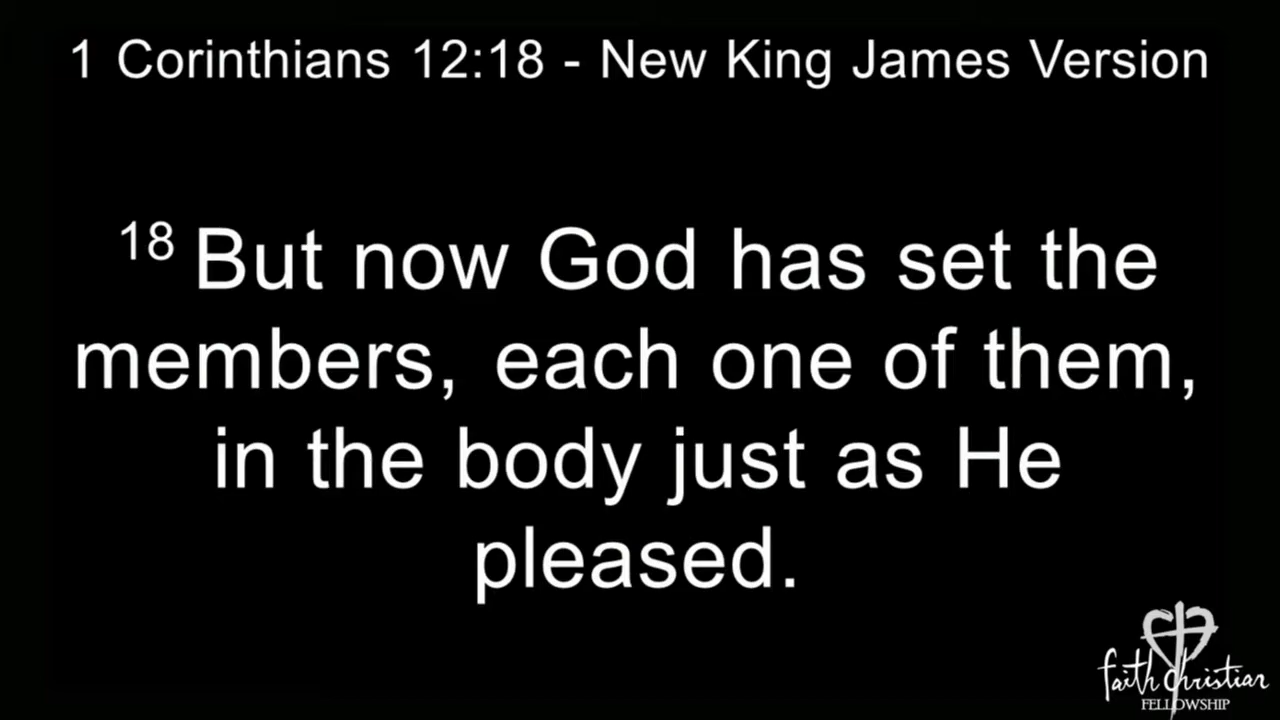 1 Corinthians 12:18 - New King James Version
18 But now God has set the
members, each one of them,
in the body just as He
pleased.
faith Christian
FELLOWSHIP